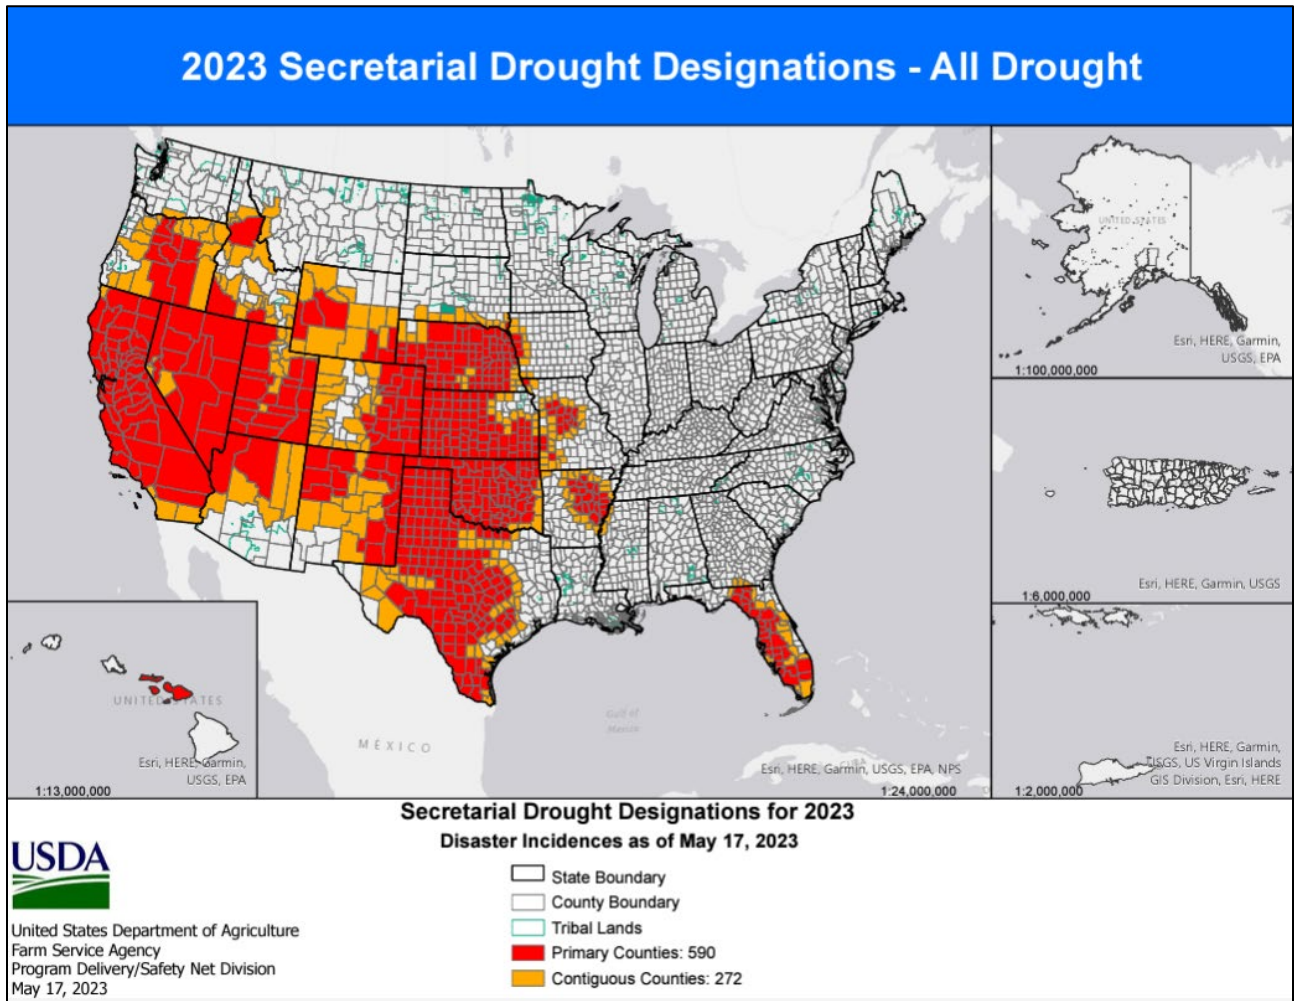 2023 Secretarial Drought Designations - All Drought
UNITED STATES
Esri, HERE, Garmin,
USGS, EPA
1:100,000,000
Esri, HERE, Garmin, USGS
1:6,000,000
UNITED STATES
Esri, HERE, Garmin,
USGS, EPA
1:13,000,000
MÉXICO
Gulf of
Mexico
Esri, HERE, Garmin, USGS, EPA, NPS
1:24,000,000
Esri, HERE, Garmin,
USGS, US Virgin Islands
GIS Division, Esri, HERE
1:2,000,000
Secretarial Drought Designations for 2023
Disaster Incidences as of May 17, 2023
State Boundary
County Boundary
Tribal Lands
Primary Counties: 590
Contiguous Counties: 272
USDA
United States Department of Agriculture
Farm Service Agency
Program Delivery/Safety Net Division
May 17, 2023